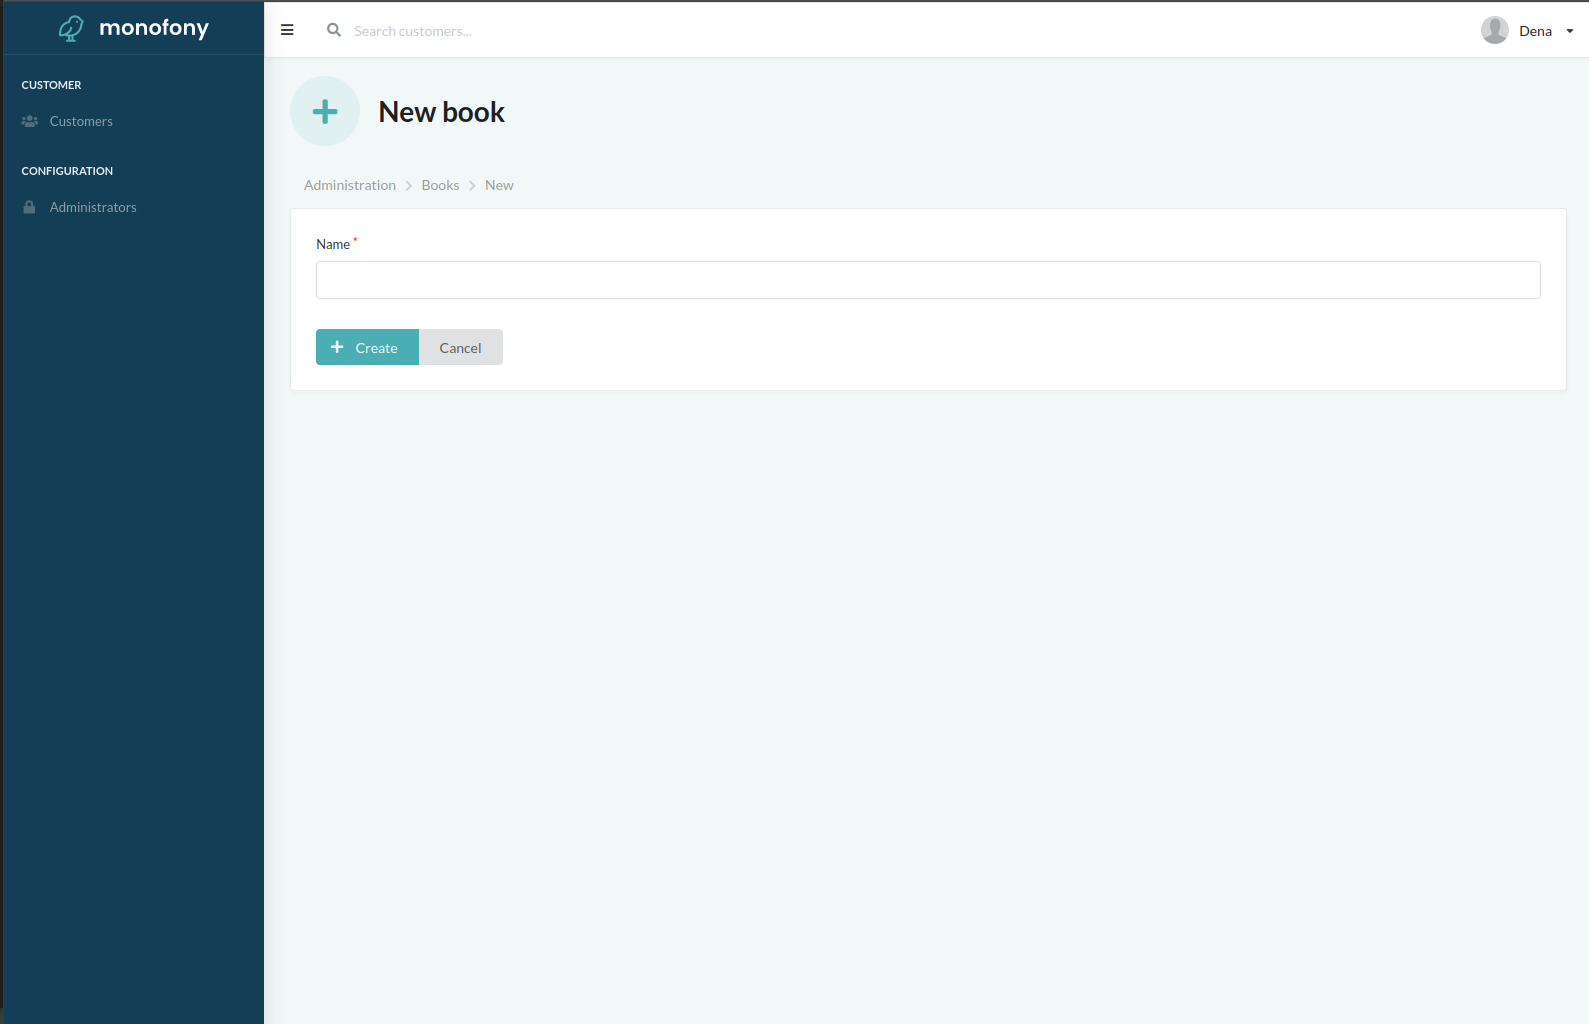 monofony
Search customers...
Dena
CUSTOMER
Customers
CONFIGURATION
Administrators
New book
Administration
Books
New
Name *
Create
Cancel